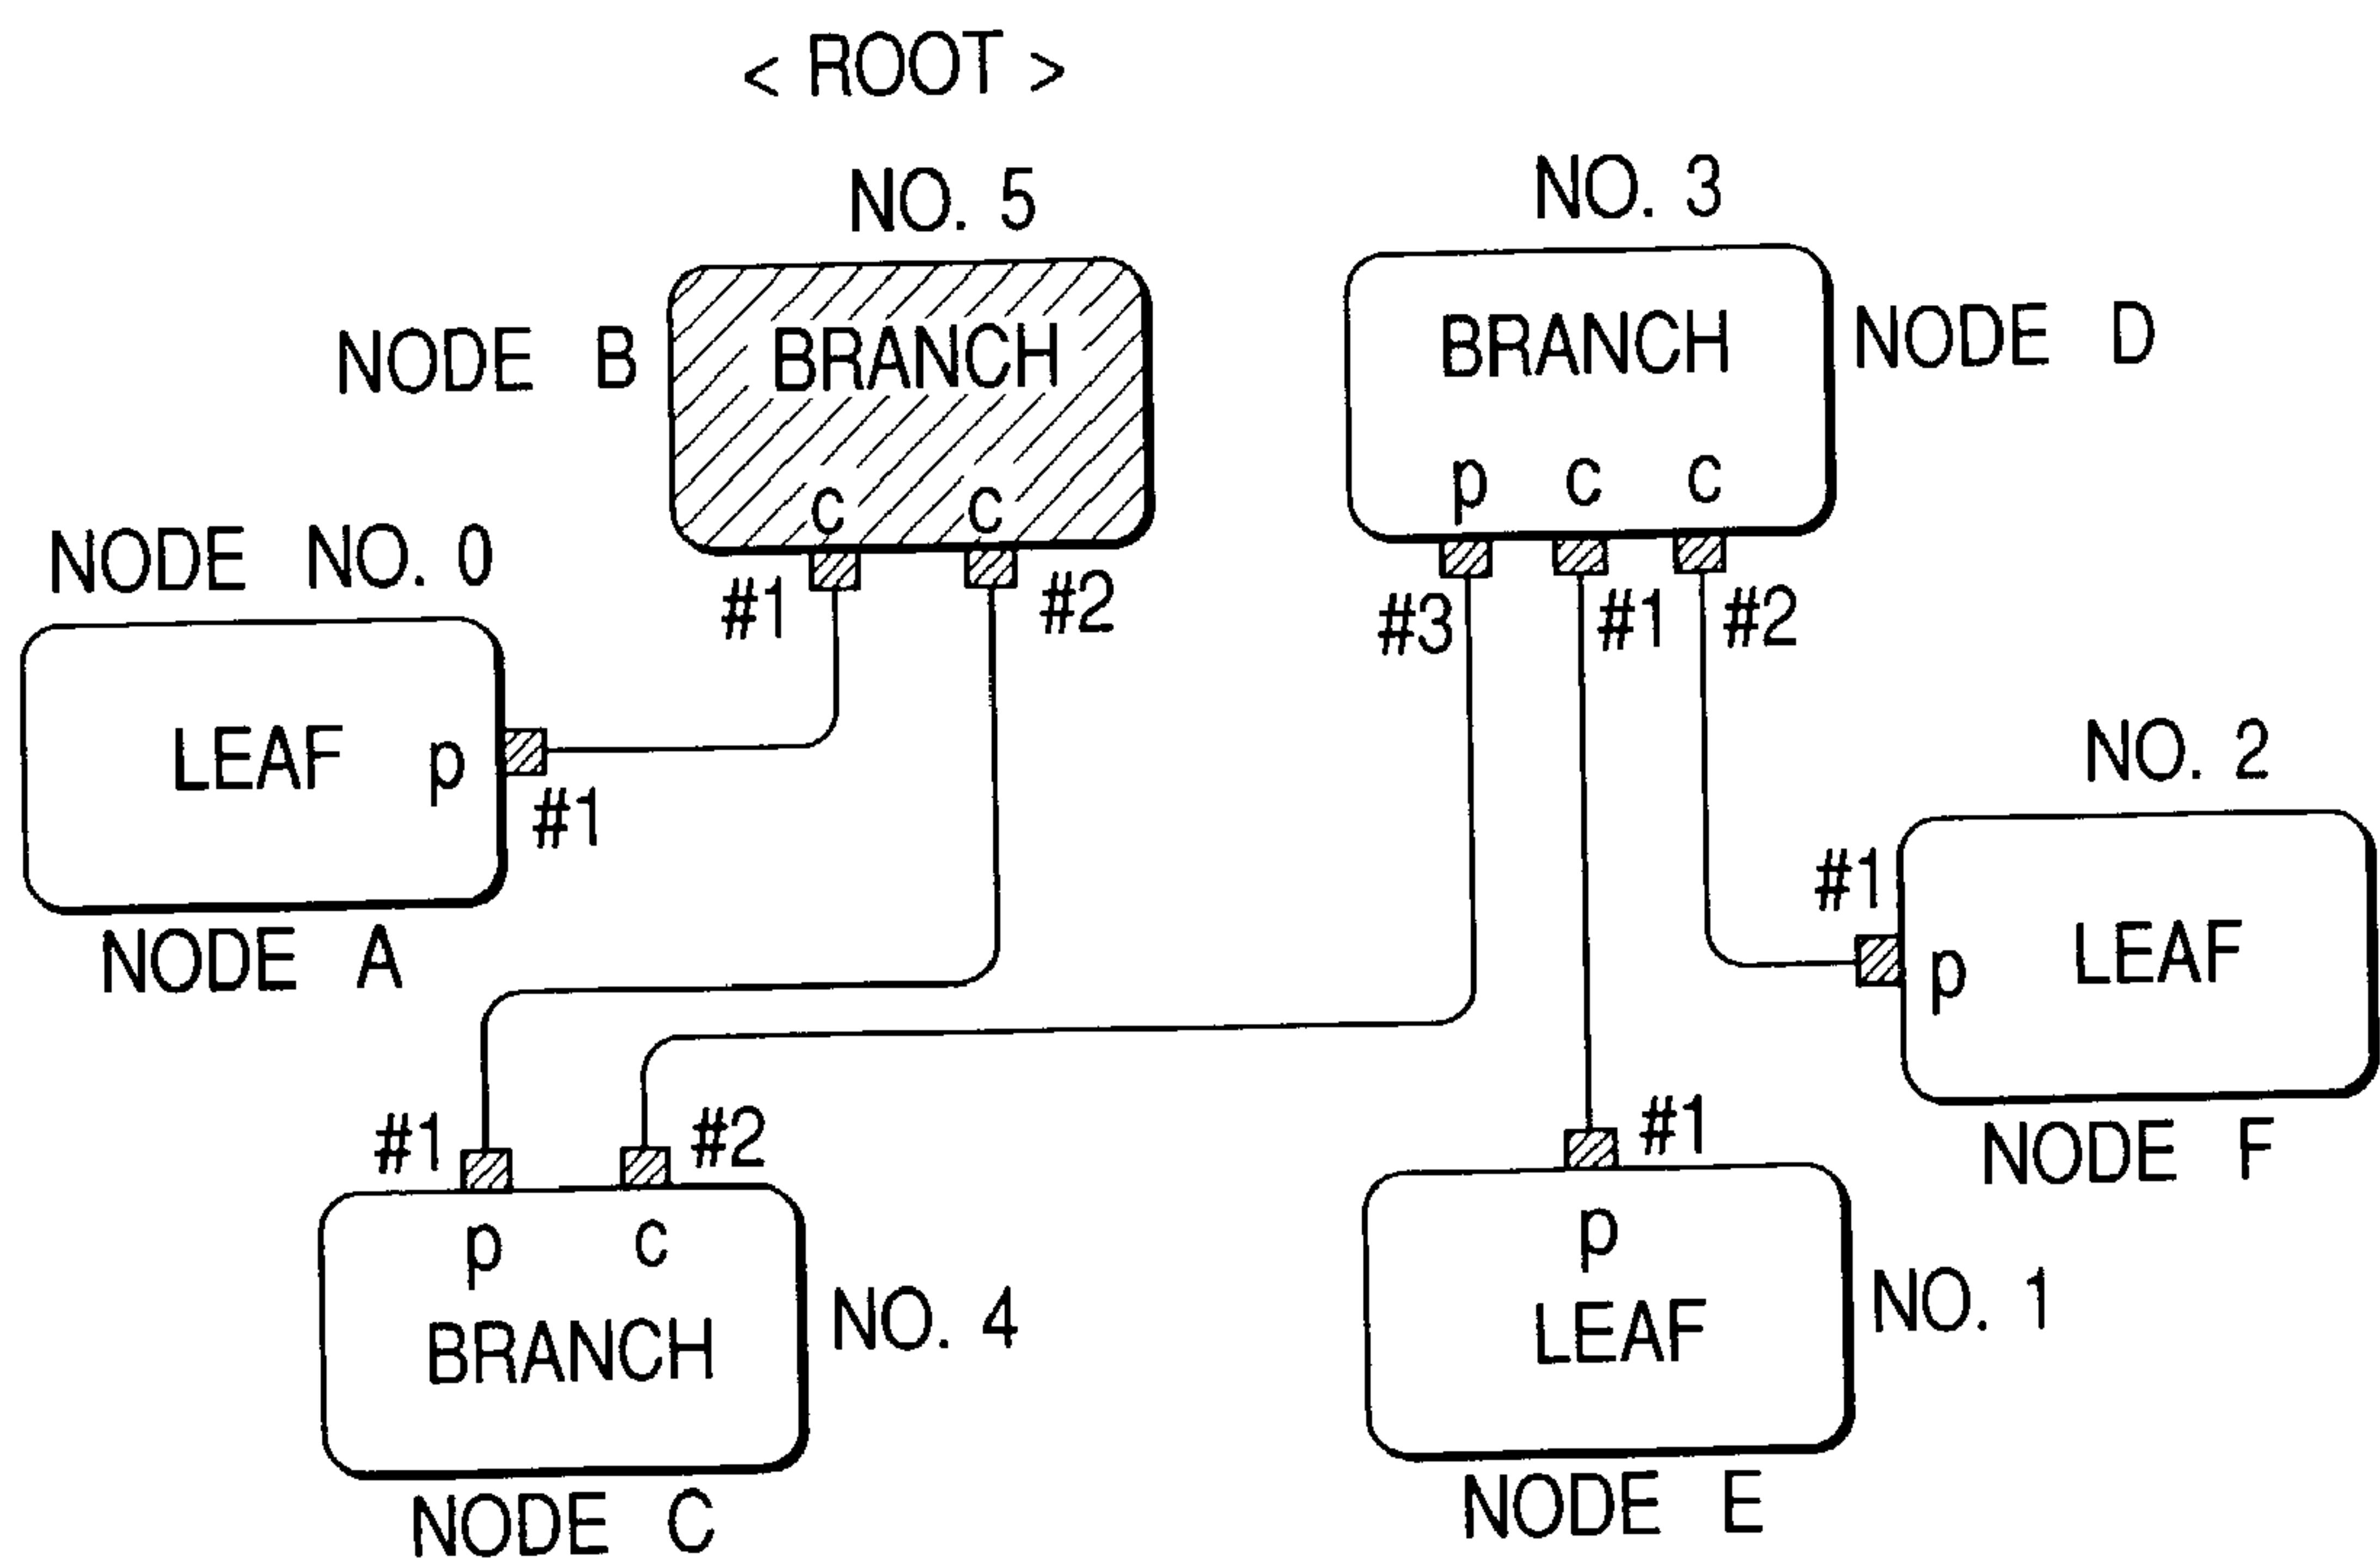 < ROOT >
NO. 5
NO. 3
NODE B
BRANCH
BRANCH
NODE D
c c
p c c
NODE NO. 0
#1
#2
#3
#1
#2
LEAF p
#1
NODE A
NO. 2
#1
p LEAF
NODE F
#1
#2
#1
p c
BRANCH
NO. 4
NODE C
p
LEAF
NO. 1
NODE E